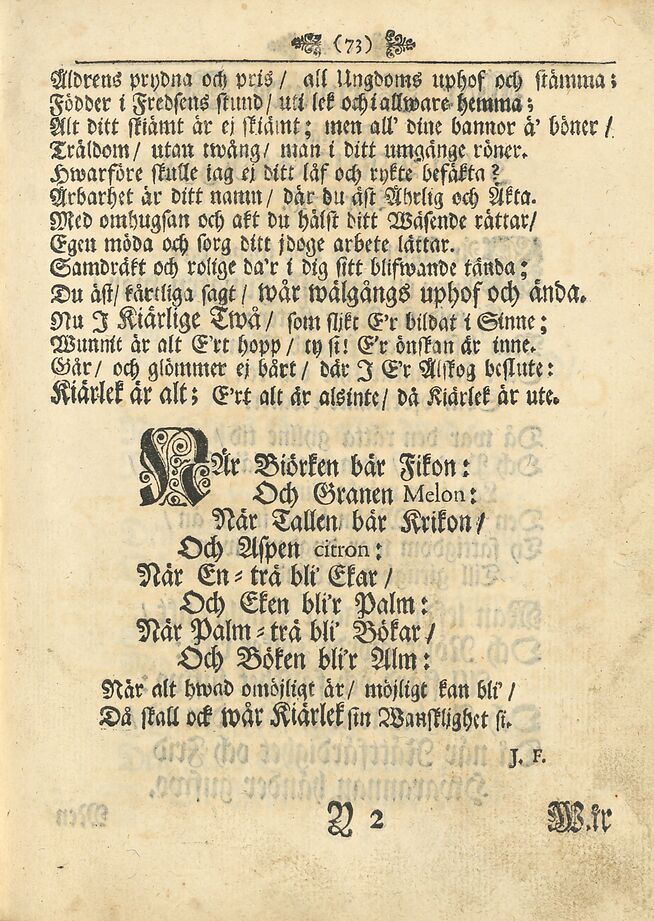 (73)
Åldrens prydna och pris/ all Ungdoms uphof och stämma;
Födder i Fredsens stund/ uti lek och i allware hemma;
Alt ditt skiämt är ej skiämt; men all' dine bannor ä' böner/
Träldom/ utan twång/ man i ditt umgänge röner.
Hwarföre skulle jag ej ditt läf och rykte befäkta?
Ärbarhet är ditt namn/ där du äst Ährlig och Äkta.
Med omhugsan och akt du hälst ditt Wäsende rättar/
Egen möda och sorg ditt jdoge arbete lättar.
Samdräkt och rolige da'r i dig sitt blifwande tända;
Du äst/ kårtliga sagt/ wår wälgångs uphof och ända.
Nu J Kiärlige Twå/ som slikt E'r bildat i Sinne;
Wunnit är alt E'rt hopp/ ty si! E'r önskan är inne.
Går/ och glömmer ej bårt/ där J E'r Älskog beslute:
Kiärlek är alt; E'rt alt är alsinte/ då Kiärlek är ute.
NÄr Biörken bär Fikon:
Och Granen Melon:
När Tallen bär Krikon/
Och Aspen citron:
När En-trä bli' Ekar/
Och Eken bli'r Palm:
När Palm-trä bli' Bökar/
Och Böken bli'r Alm:
När alt hwad omöjligt är/ möjligt kan bli'/
Då skall ock wår Kiärlek sin Wansklighet si.
J. F.
Y 2
Wår